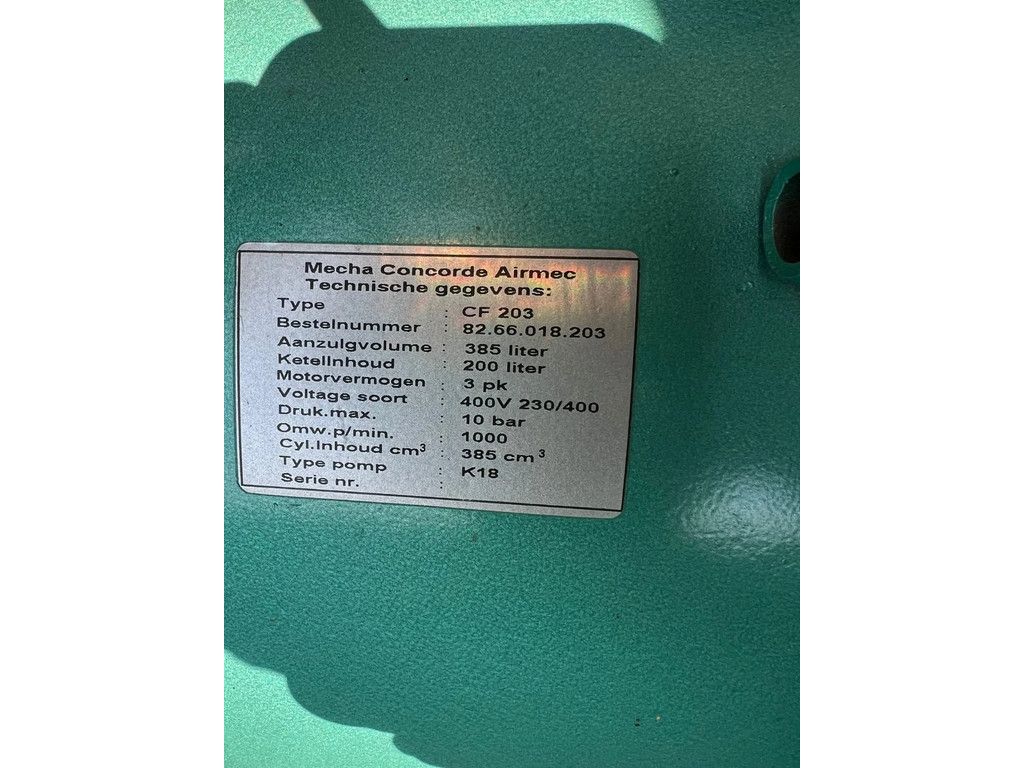 Mecha Concorde Airmec
Technische gegevens:
Type : CF 203
Bestelnummer : 82.66.018.203
Aanzulgvolume : 385 liter
Ketellnhoud : 200 liter
Motorvermogen : 3 pk
Voltage soort : 400V 230/400
Druk.max. : 10 bar
Omw.p/min. : 1000
Cyl.Inhoud cm³ : 385 cm³
Type pomp : K18
Serie nr. :